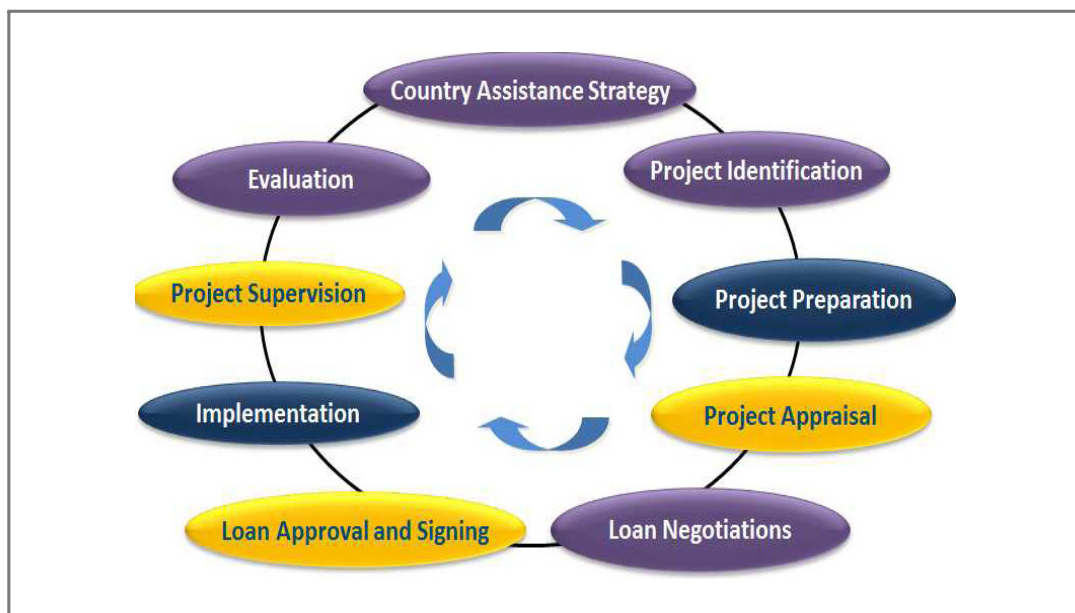 Country Assistance Strategy
Project Identification
Project Preparation
Project Appraisal
Loan Negotiations
Loan Approval and Signing
Implementation
Project Supervision
Evaluation